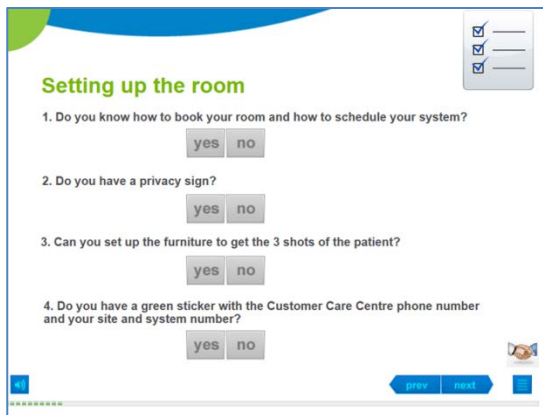 Setting up the room
1. Do you know how to book your room and how to schedule your system?
yes no
2. Do you have a privacy sign?
yes no
3. Can you set up the furniture to get the 3 shots of the patient?
yes no
4. Do you have a green sticker with the Customer Care Centre phone number
and your site and system number?
yes no
prev next